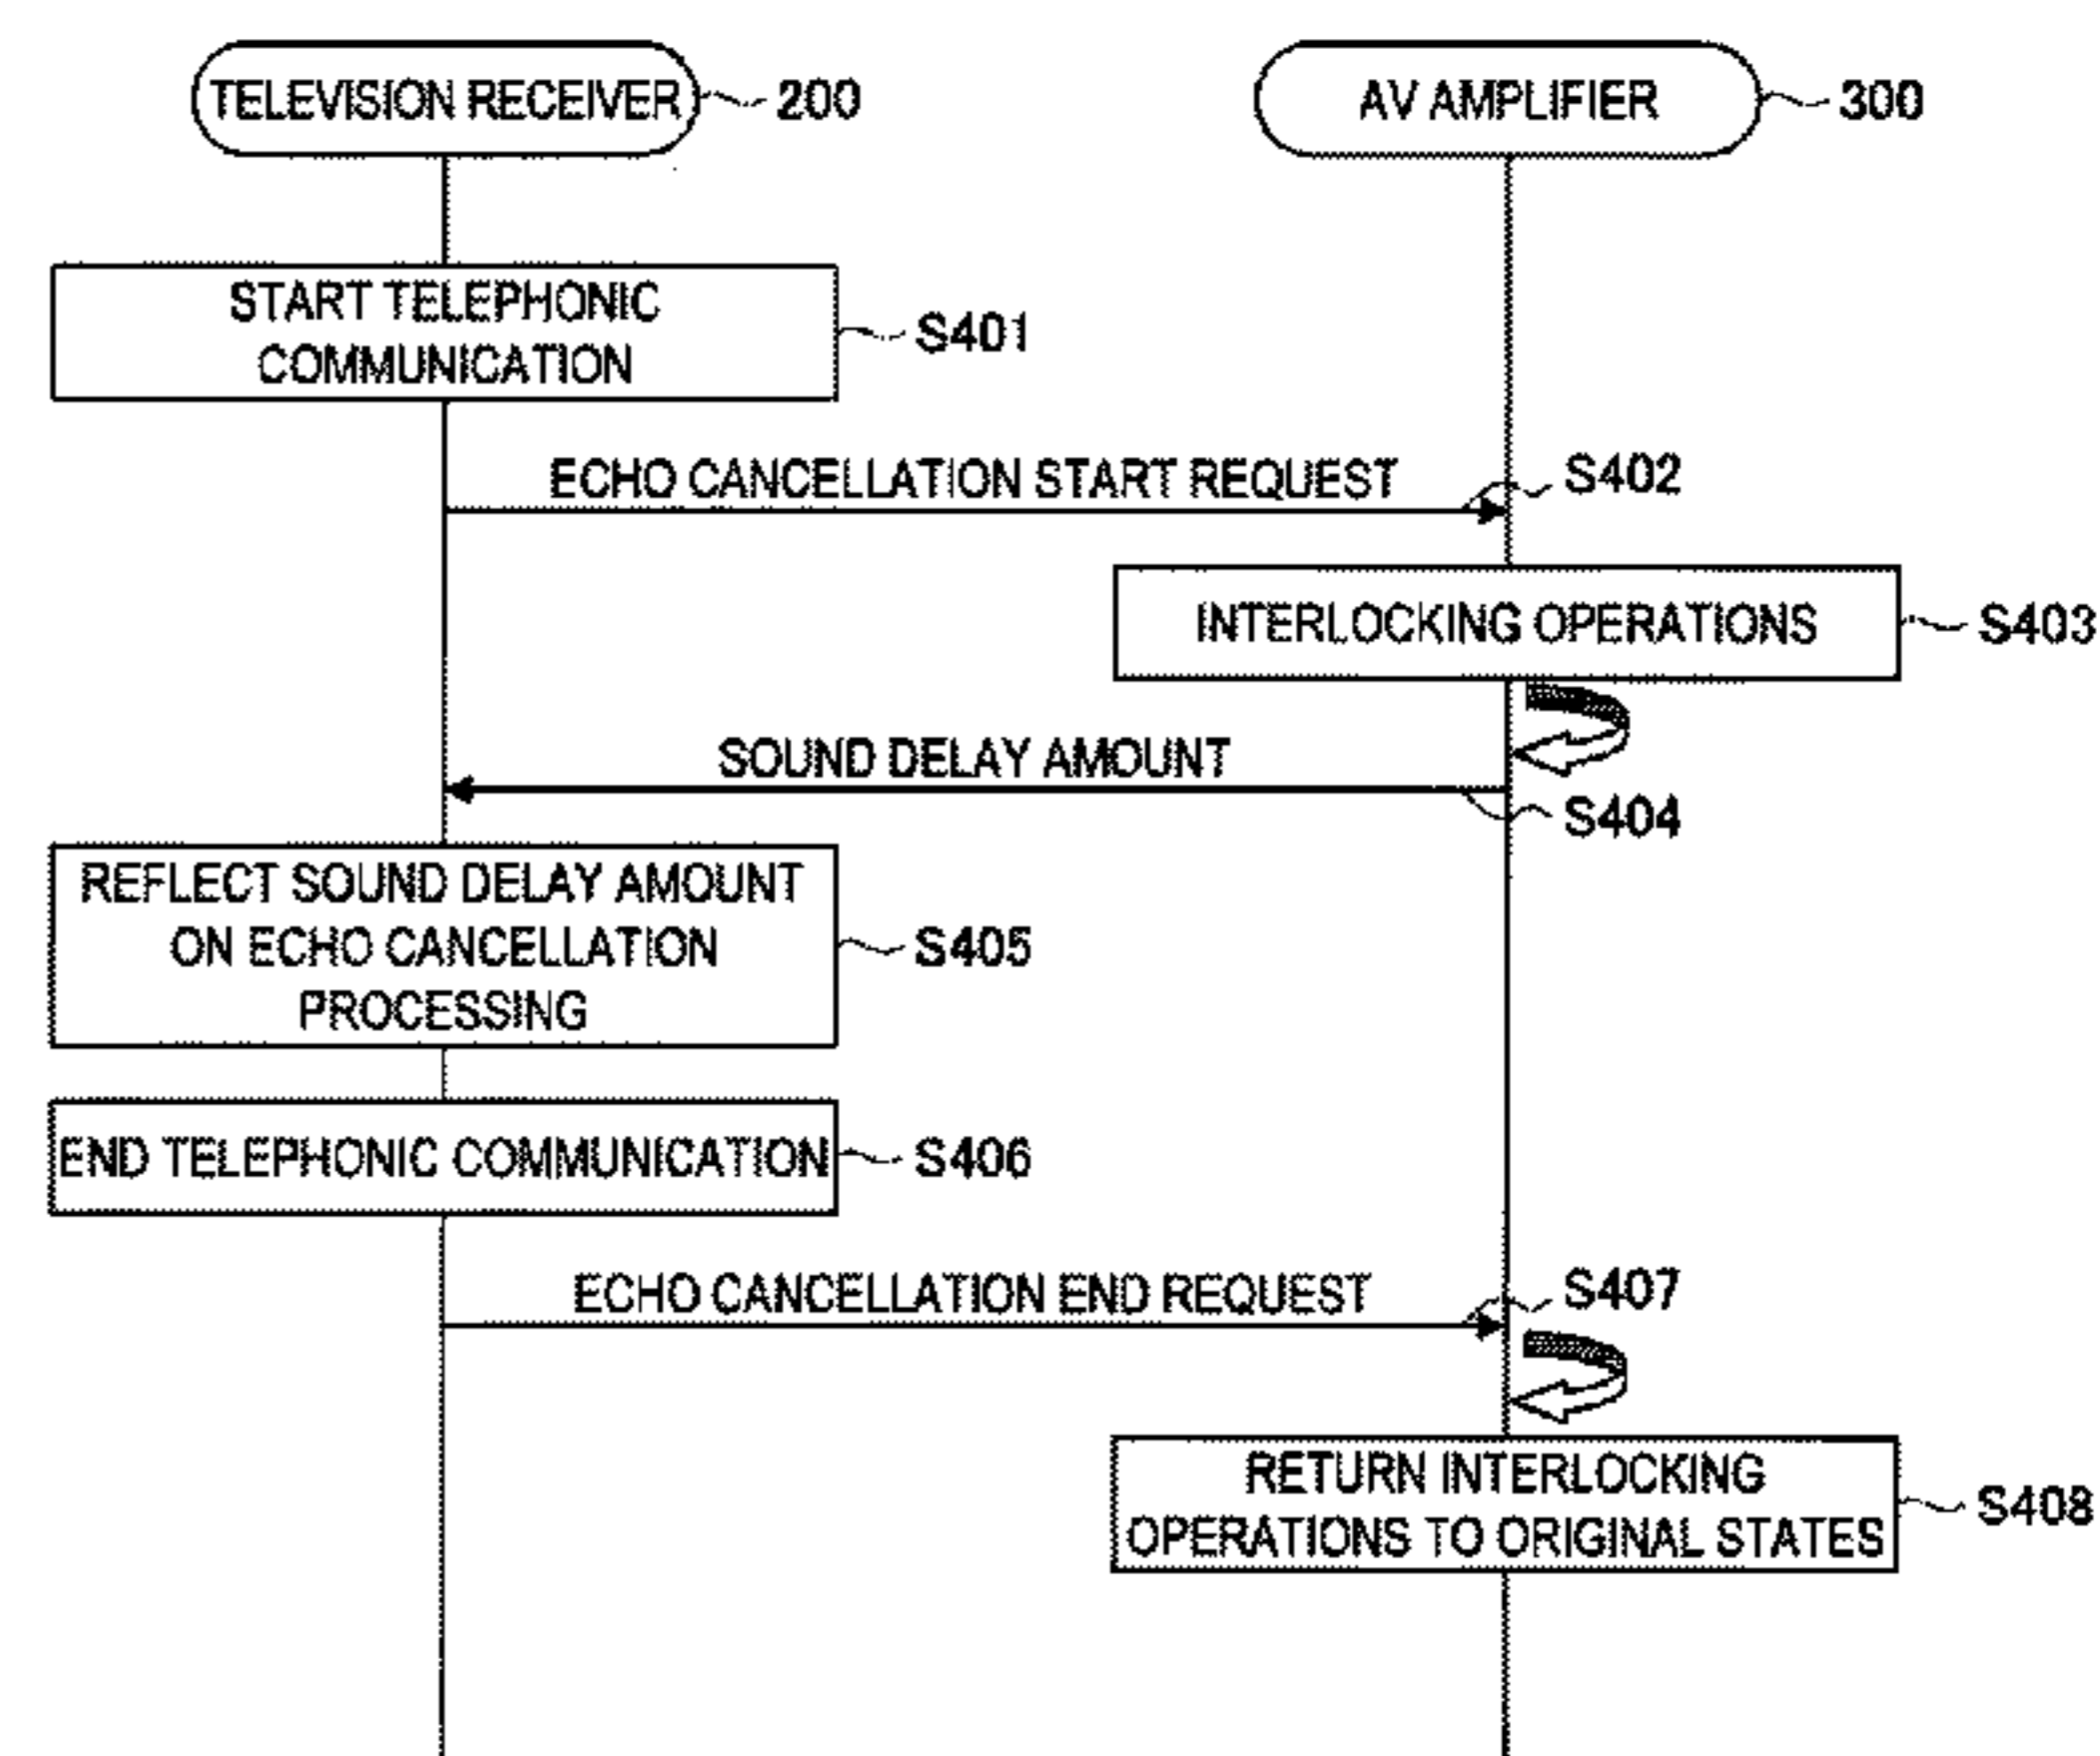 TELEVISION RECEIVER
200
AV AMPLIFIER
300
START TELEPHONIC
COMMUNICATION
S401
ECHO CANCELLATION START REQUEST
S402
INTERLOCKING OPERATIONS
S403
SOUND DELAY AMOUNT
S404
REFLECT SOUND DELAY AMOUNT
ON ECHO CANCELLATION
PROCESSING
S405
END TELEPHONIC COMMUNICATION
S406
ECHO CANCELLATION END REQUEST
S407
RETURN INTERLOCKING
OPERATIONS TO ORIGINAL STATES
S408